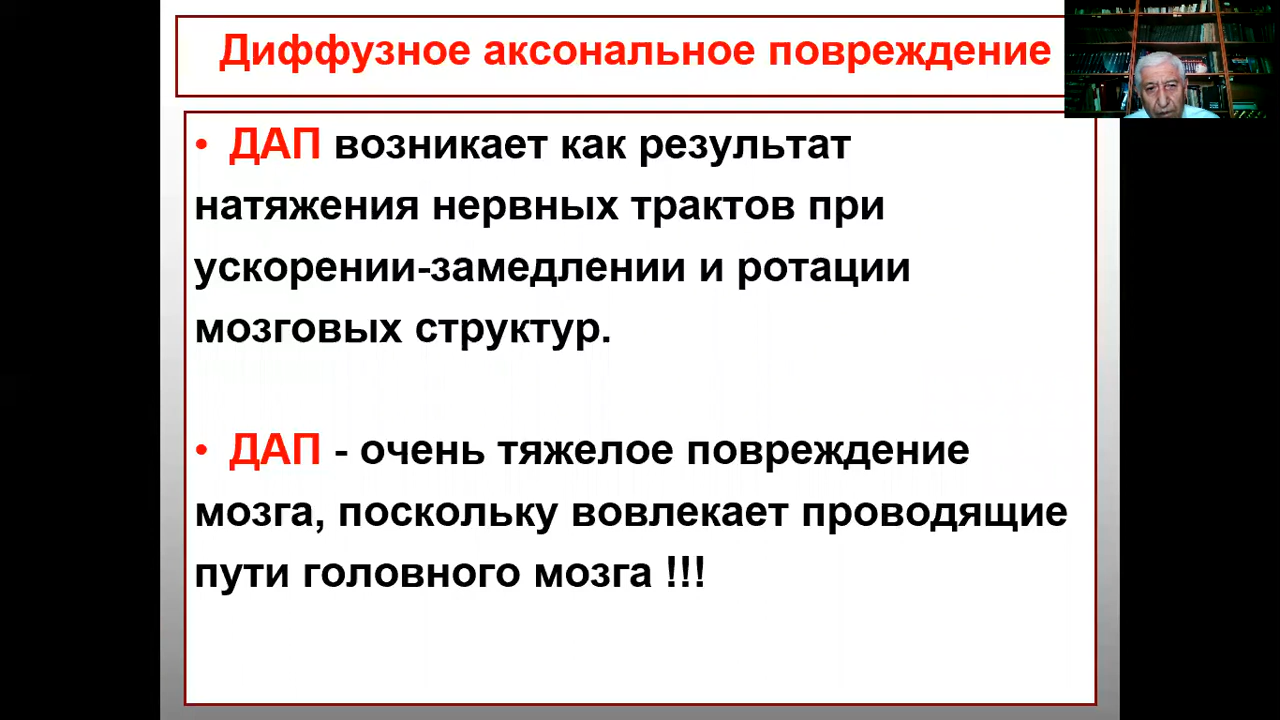 Диффузное аксональное повреждение
• ДАП возникает как результат
натяжения нервных трактов при
ускорении-замедлении и ротации
мозговых структур.
• ДАП - очень тяжелое повреждение
мозга, поскольку вовлекает проводящие
пути головного мозга !!!